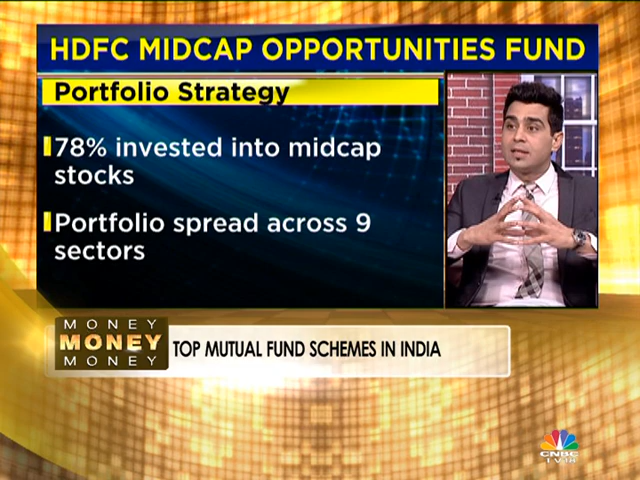 HDFC MIDCAP OPPORTUNITIES FUND
Portfolio Strategy
78% invested into midcap
stocks
Portfolio spread across 9
sectors
MONEY
MONEY
MONEY
TOP MUTUAL FUND SCHEMES IN INDIA
CNBC
TV18